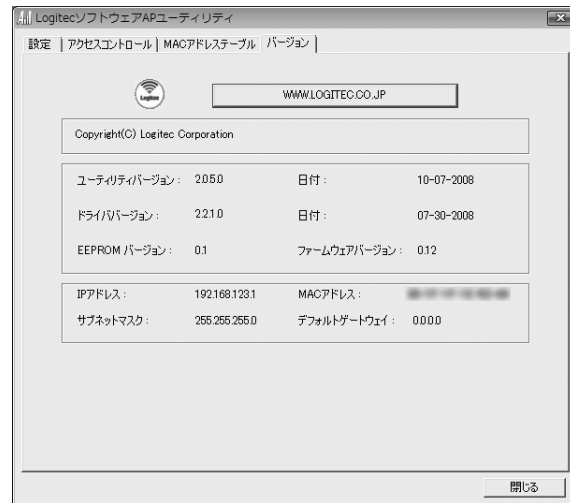 LogitecソフトウェアAPユーティリティ
設定 アクセスコントロール MACアドレステーブル バージョン
Logitec WWW.LOGITEC.CO.JP
Copyright(C) Logitec Corporation
ユーティリティバージョン： 2.0.5.0 日付： 10-07-2008
ドライババージョン： 2.2.1.0 日付： 07-30-2008
EEPROM バージョン： 0.1 ファームウェアバージョン： 0.12
IPアドレス： 192.168.123.1 MACアドレス：
サブネットマスク： 255.255.255.0 デフォルトゲートウェイ： 0.0.0.0
閉じる